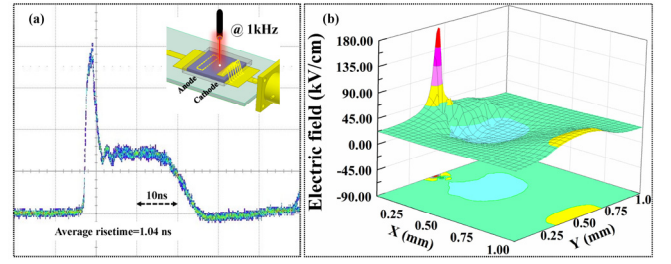 (a)
@ 1kHz
Anode
Cathode
10ns
Average risetime=1.04 ns
(b)
Electric field (kV/cm)
180.00
135.00
90.00
45.00
0.00
-45.00
-90.00
0.25
0.50
0.75
1.00
X (mm)
0.25
0.50
0.75
1.0
Y (mm)